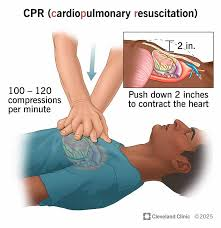 CPR (cardiopulmonary resuscitation)
2 in.
100 – 120
compressions
per minute
Push down 2 inches
to contract the heart
Cleveland Clinic ©2025